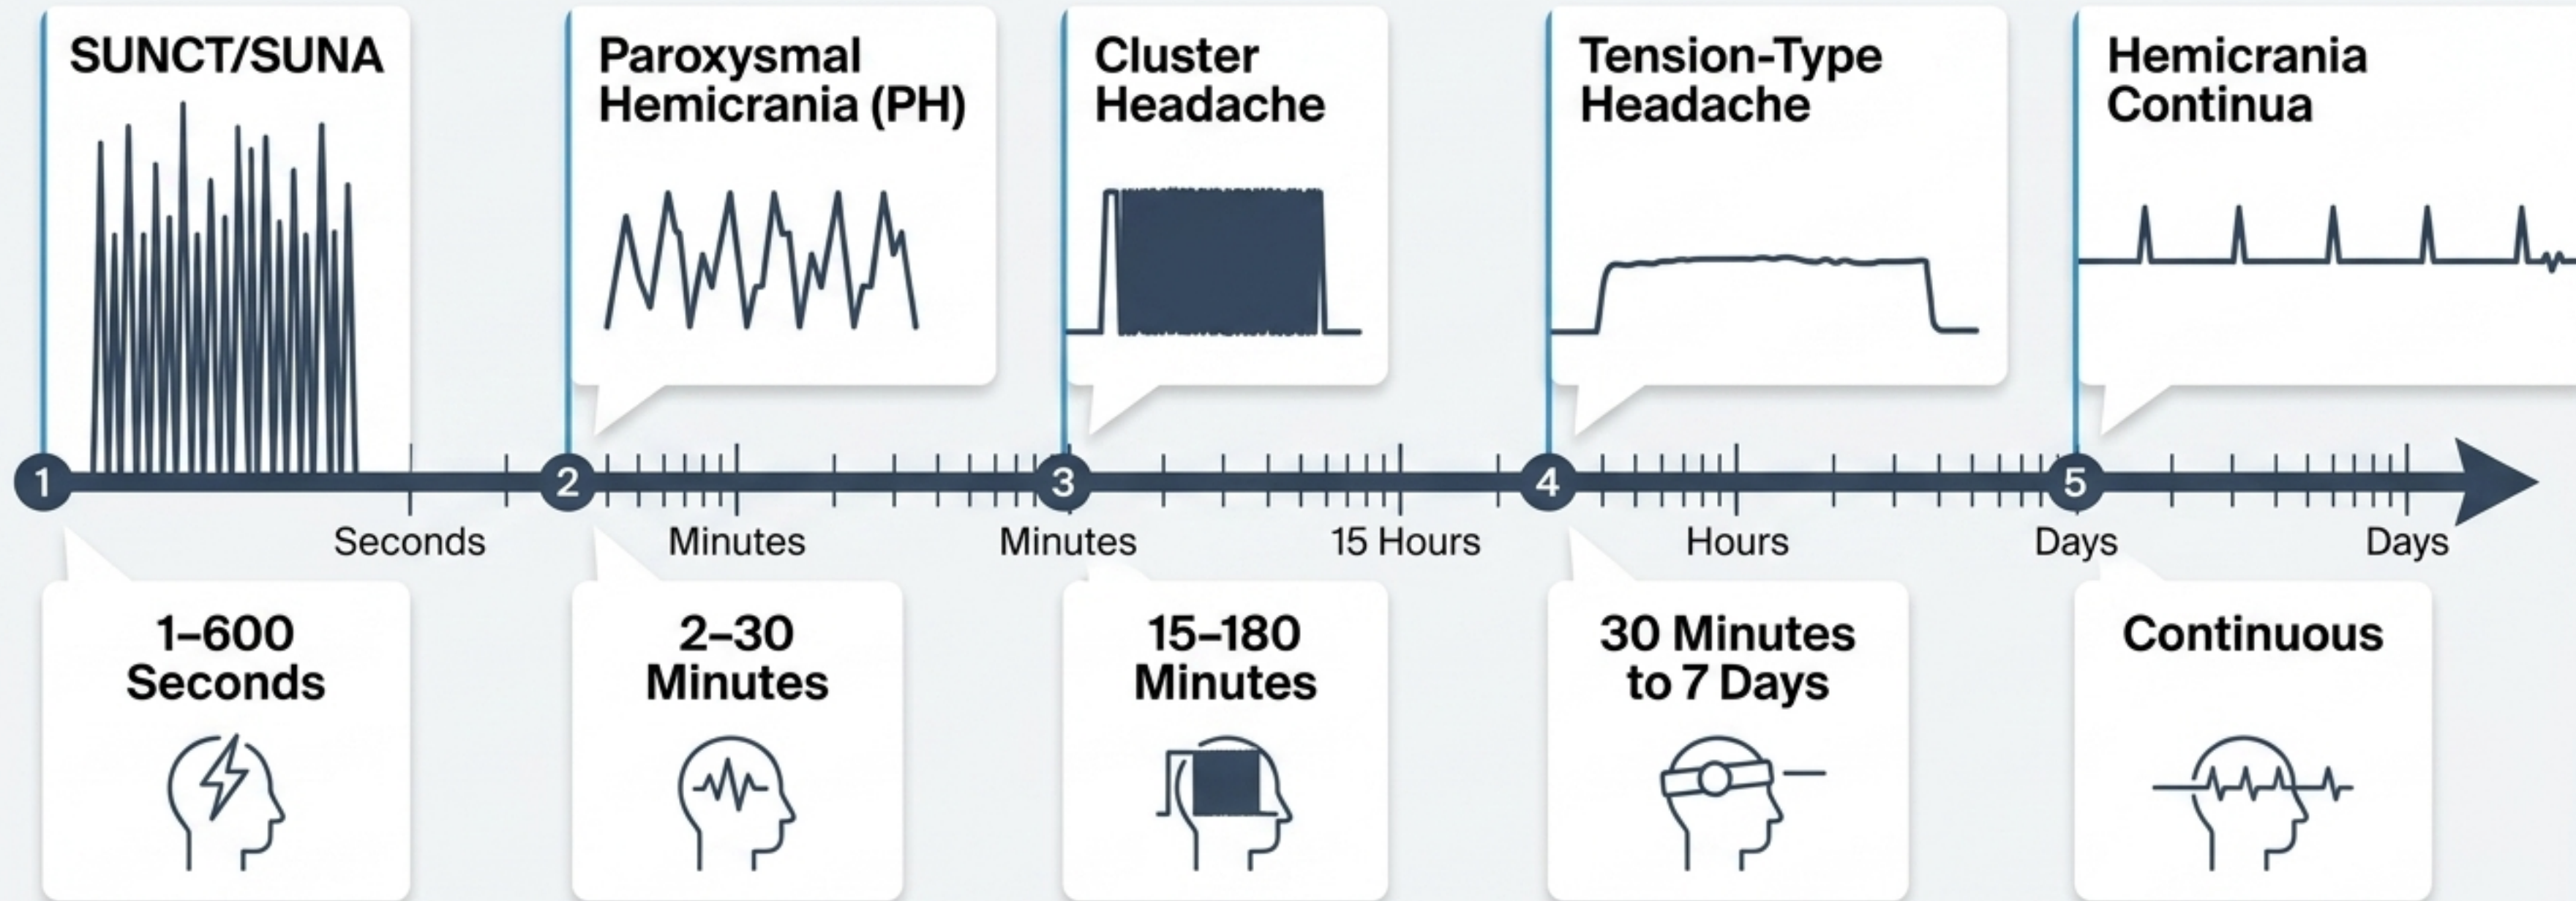 SUNCT/SUNA
Paroxysmal
Hemicrania (PH)
Cluster
Headache
Tension-Type
Headache
Hemicrania
Continua
1
2
3
4
5
Seconds
Minutes
Minutes
15 Hours
Hours
Days
Days
1–600
Seconds
2–30
Minutes
15–180
Minutes
30 Minutes
to 7 Days
Continuous